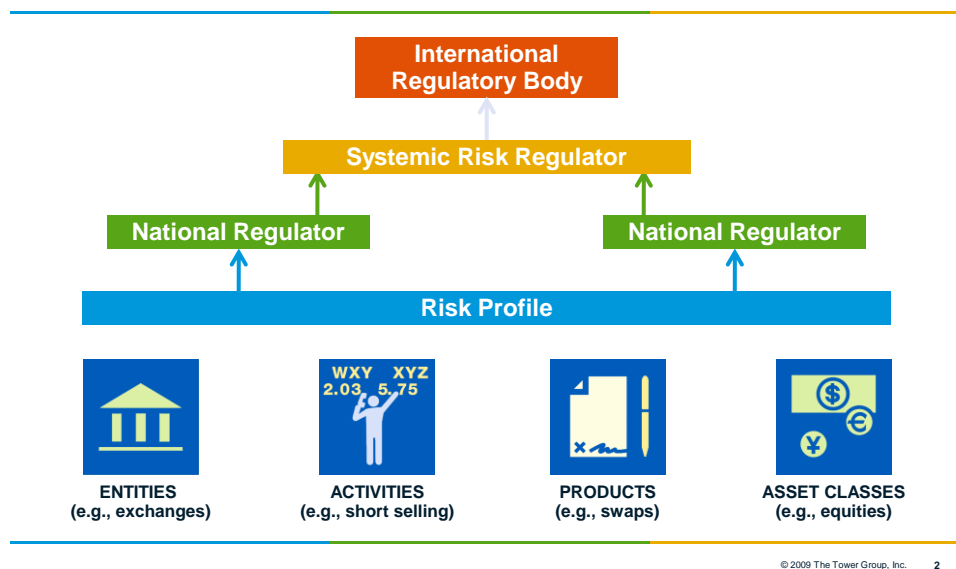 International
Regulatory Body
Systemic Risk Regulator
National Regulator
National Regulator
Risk Profile
WXY XYZ
2.03 5.75
ENTITIES
(e.g., exchanges)
ACTIVITIES
(e.g., short selling)
PRODUCTS
(e.g., swaps)
ASSET CLASSES
(e.g., equities)
© 2009 The Tower Group, Inc. 2